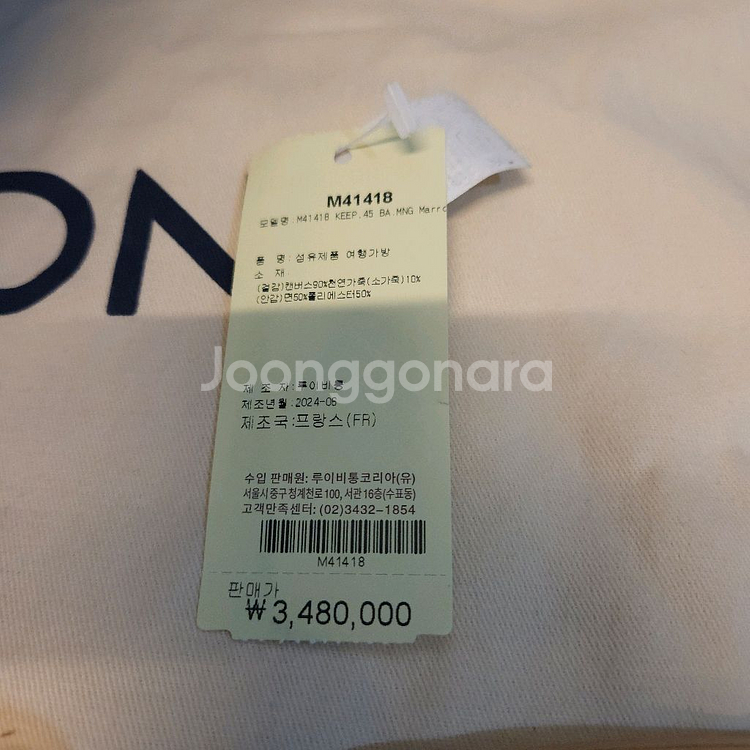 ON
M41418
모델명:M41418 KEEP.45 BA.MNG Marro
품 명:섬유제품 여행가방
소 재
(겉감)캔버스90%천연가죽(소가죽)10%
(안감)면50%폴리에스터50%
Joonggonara
제 조 자:루이비통
제조년월:2024-06
제조국:프랑스(FR)
수입 판매원: 루이비통코리아(유)
서울시 중구 청계천로 100, 서관 16층(수표동)
고객만족센터: (02)3432-1854
M41418
판매가
₩3,480,000